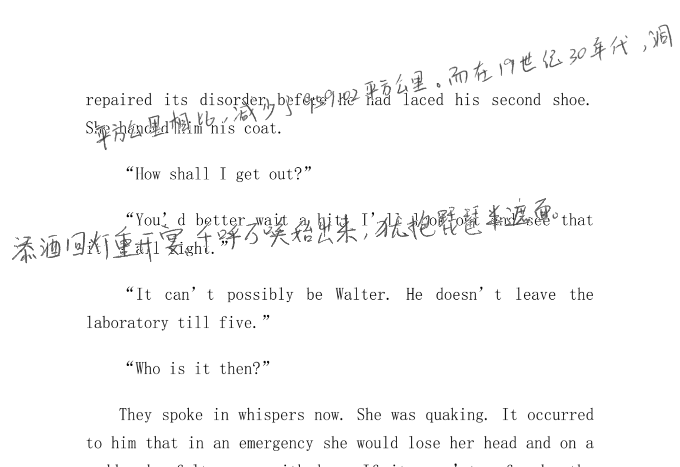 平方公里相比，减少了459.02平方公里。而在19世纪30年代，洞
repaired its disorder before he had laced his second shoe.
She handed him his coat.
“How shall I get out?”
“You’d better wait a bit. I’ll look out and see that
添酒回灯重开宴 千呼万唤始出来，犹抱琵琶半遮面。
it’s all right.”
“It can’t possibly be Walter. He doesn’t leave the
laboratory till five.”
“Who is it then?”
They spoke in whispers now. She was quaking. It occurred
to him that in an emergency she would lose her head and on a